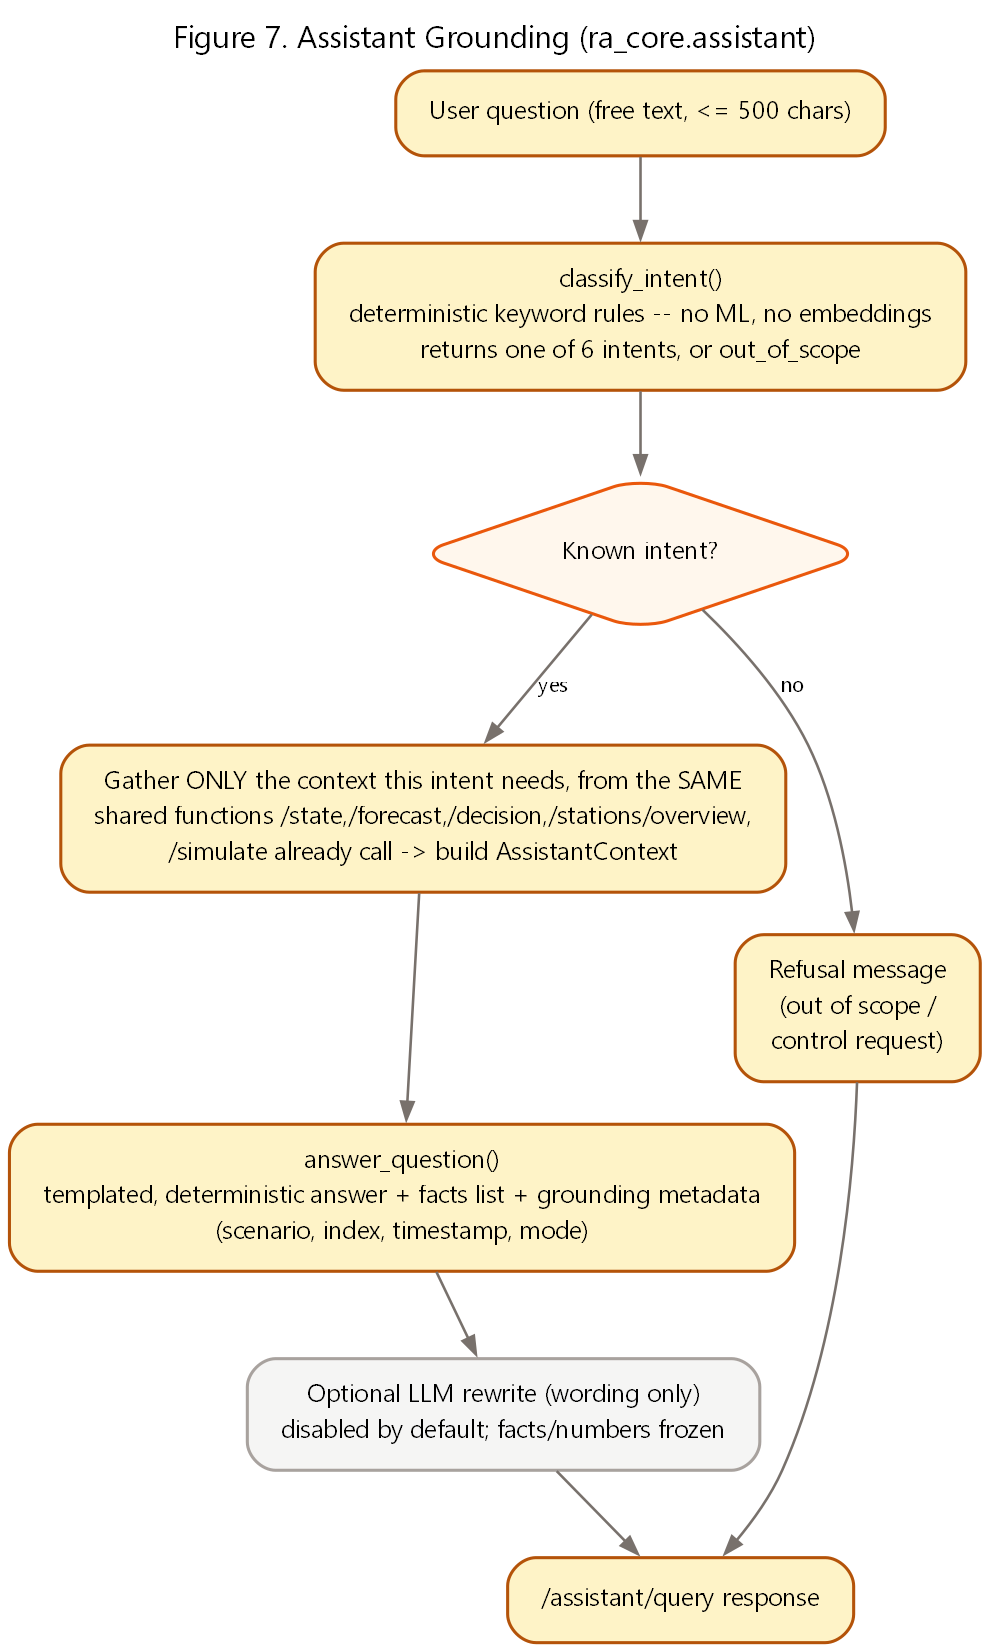 Figure 7. Assistant Grounding (ra_core.assistant)
User question (free text, <= 500 chars)
classify_intent()
deterministic keyword rules -- no ML, no embeddings
returns one of 6 intents, or out_of_scope
Known intent?
yes
no
Gather ONLY the context this intent needs, from the SAME
shared functions /state,/forecast,/decision,/stations/overview,
/simulate already call -> build AssistantContext
Refusal message
(out of scope /
control request)
answer_question()
templated, deterministic answer + facts list + grounding metadata
(scenario, index, timestamp, mode)
Optional LLM rewrite (wording only)
disabled by default; facts/numbers frozen
/assistant/query response